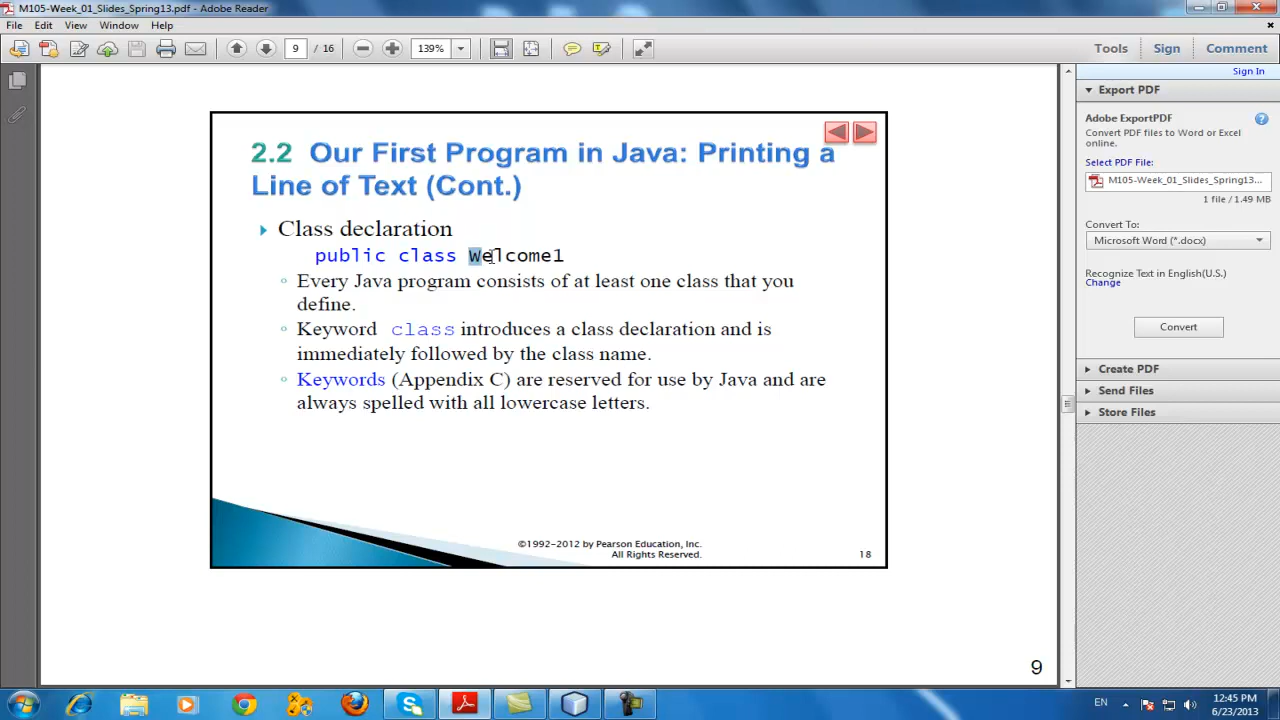 M105-Week_01_Slides_Spring13.pdf - Adobe Reader
File Edit View Window Help
9 / 16 139% Tools Sign Comment
Sign In
Export PDF
Adobe ExportPDF
Convert PDF files to Word or Excel
online.
Select PDF File:
M105-Week_01_Slides_Spring13...
1 file / 1.49 MB
Convert To:
Microsoft Word (*.docx)
Recognize Text in English(U.S.)
Change
Convert
Create PDF
Send Files
Store Files
2.2 Our First Program in Java: Printing a
Line of Text (Cont.)
Class declaration
public class Welcome1
Every Java program consists of at least one class that you
define.
Keyword class introduces a class declaration and is
immediately followed by the class name.
Keywords (Appendix C) are reserved for use by Java and are
always spelled with all lowercase letters.
©1992-2012 by Pearson Education, Inc.
All Rights Reserved.
18
9
EN
12:45 PM
6/23/2013